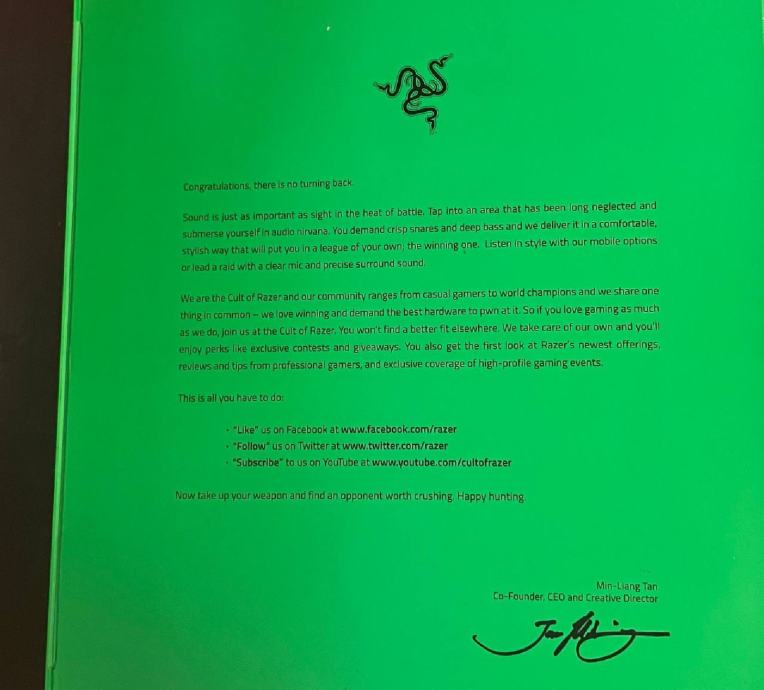 Congratulations, there is no turning back.
Sound is just as important as sight in the heat of battle. Tap into an area that has been long neglected and
submerse yourself in audio nirvana. You demand crisp snares and deep bass and we deliver it in a comfortable,
stylish way that will put you in a league of your own; the winning one. Listen in style with our mobile options
or lead a raid with a clear mic and precise surround sound.
We are the Cult of Razer and our community ranges from casual gamers to world champions and we share one
thing in common – we love winning and demand the best hardware to pwn at it. So if you love gaming as much
as we do, join us at the Cult of Razer. You won't find a better fit elsewhere. We take care of our own and you'll
enjoy perks like exclusive contests and giveaways. You also get the first look at Razer's newest offerings,
reviews and tips from professional gamers, and exclusive coverage of high-profile gaming events.
This is all you have to do:
· "Like" us on Facebook at www.facebook.com/razer
· "Follow" us on Twitter at www.twitter.com/razer
· "Subscribe" to us on YouTube at www.youtube.com/cultofrazer
Now take up your weapon and find an opponent worth crushing. Happy hunting.
Min-Liang Tan
Co-Founder, CEO and Creative Director